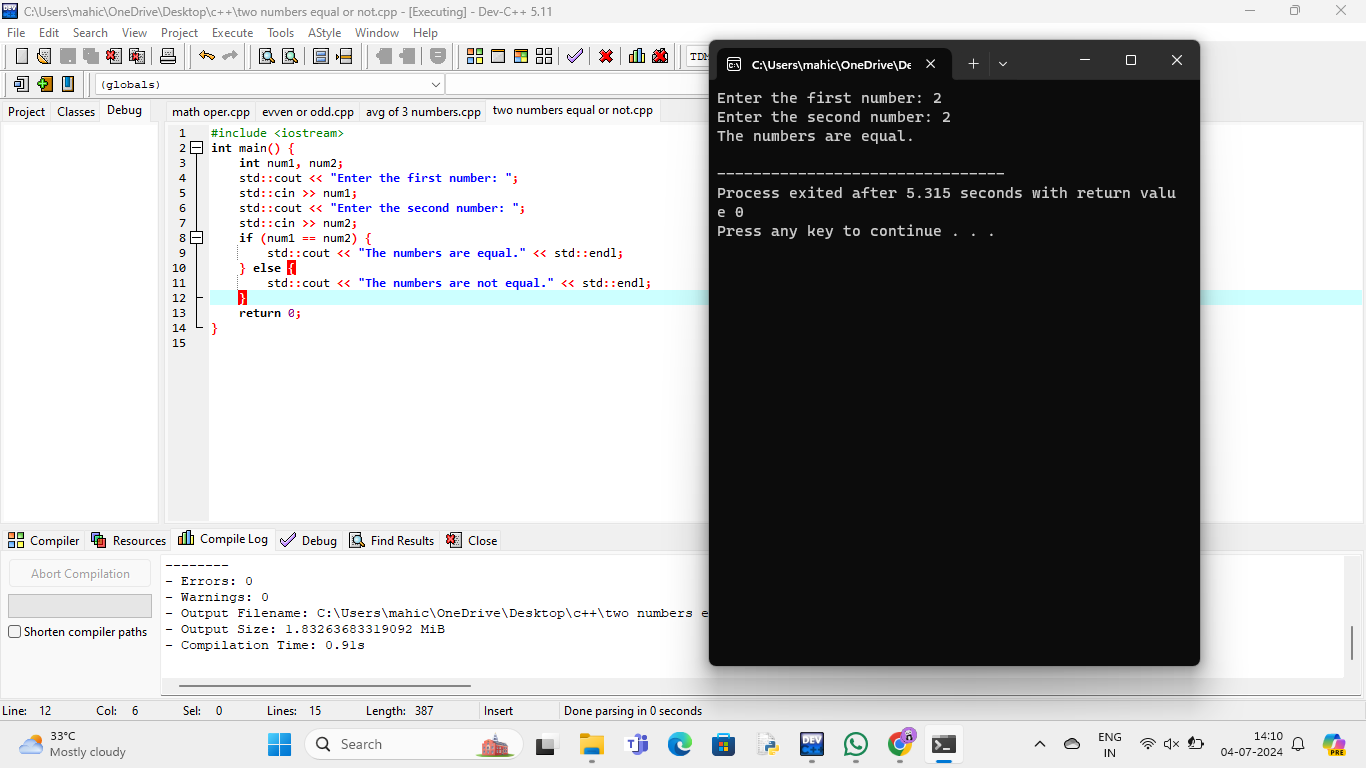 C:\Users\mahic\OneDrive\Desktop\c++\two numbers equal or not.cpp - [Executing] - Dev-C++ 5.11
File Edit Search View Project Execute Tools AStyle Window Help
TDM
(globals)
Project Classes Debug
math oper.cpp evven or odd.cpp avg of 3 numbers.cpp two numbers equal or not.cpp
1 #include <iostream>
2 int main() {
3 int num1, num2;
4 std::cout << "Enter the first number: ";
5 std::cin >> num1;
6 std::cout << "Enter the second number: ";
7 std::cin >> num2;
8 if (num1 == num2) {
9 std::cout << "The numbers are equal." << std::endl;
10 } else {
11 std::cout << "The numbers are not equal." << std::endl;
12 }
13 return 0;
14 }
15
C:\Users\mahic\OneDrive\De
Enter the first number: 2
Enter the second number: 2
The numbers are equal.
--------------------------------
Process exited after 5.315 seconds with return valu
e 0
Press any key to continue . . .
Compiler Resources Compile Log Debug Find Results Close
Abort Compilation
Shorten compiler paths
--------
- Errors: 0
- Warnings: 0
- Output Filename: C:\Users\mahic\OneDrive\Desktop\c++\two numbers e
- Output Size: 1.83263683319092 MiB
- Compilation Time: 0.91s
Line: 12 Col: 6 Sel: 0 Lines: 15 Length: 387 Insert Done parsing in 0 seconds
33°C
Mostly cloudy
Search
DEV
PRE
ENG
IN
14:10
04-07-2024